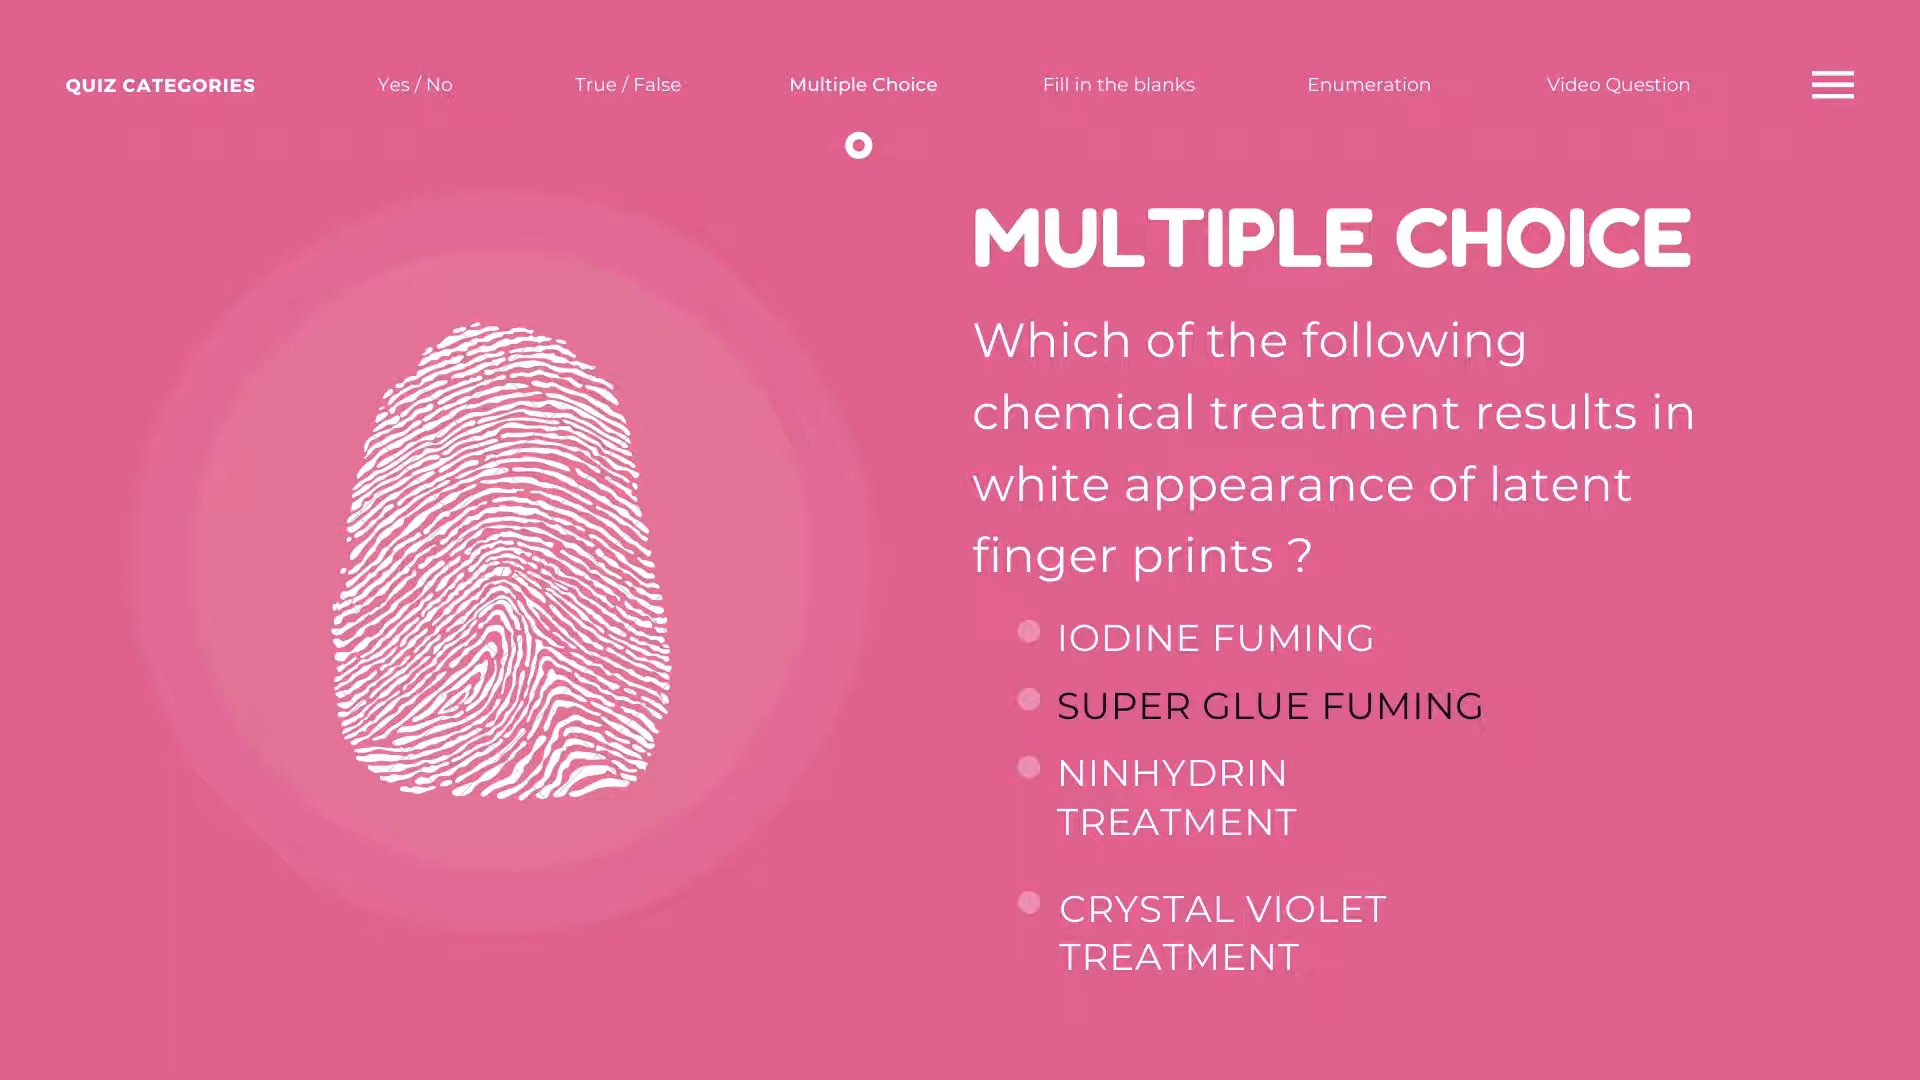 QUIZ CATEGORIES
Yes / No
True / False
Multiple Choice
Fill in the blanks
Enumeration
Video Question
MULTIPLE CHOICE
Which of the following
chemical treatment results in
white appearance of latent
finger prints ?
IODINE FUMING
SUPER GLUE FUMING
NINHYDRIN
TREATMENT
CRYSTAL VIOLET
TREATMENT